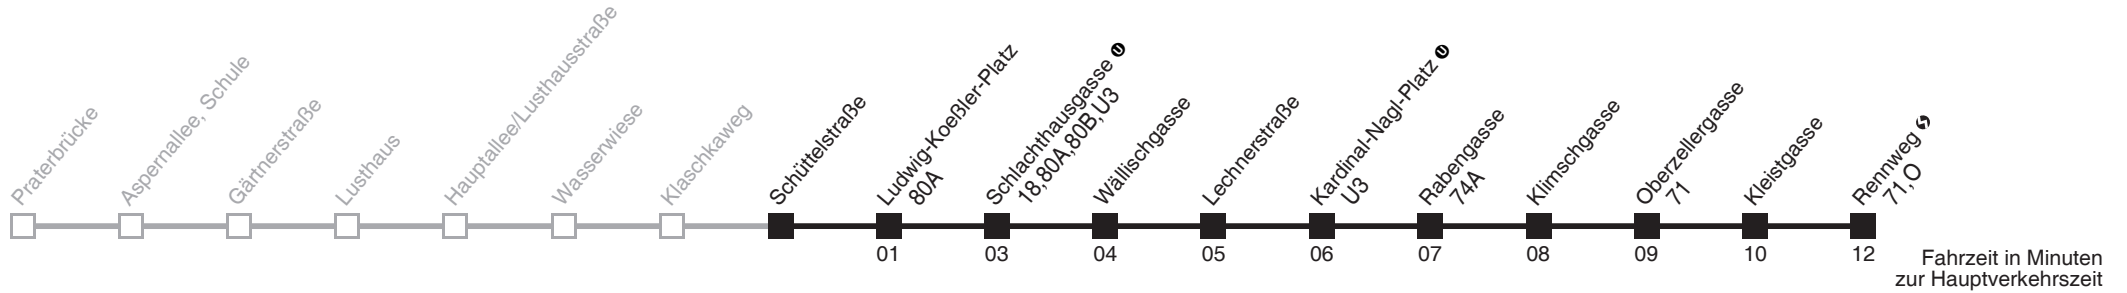 Praterbrücke
Aspernallee, Schule
Gärtnerstraße
Lusthaus
Hauptallee/Lusthausstraße
Wasserwiese
Klaschkaweg
Schüttelstraße
Ludwig-Koeßler-Platz
80A
Schlachthausgasse U
18,80A,80B,U3
Wällischgasse
Lechnerstraße
Kardinal-Nagl-Platz U
U3
Rabengasse
74A
Klimschgasse
Oberzellergasse
71
Kleistgasse
Rennweg S
71,O
01 03 04 05 06 07 08 09 10 12
Fahrzeit in Minuten
zur Hauptverkehrszeit